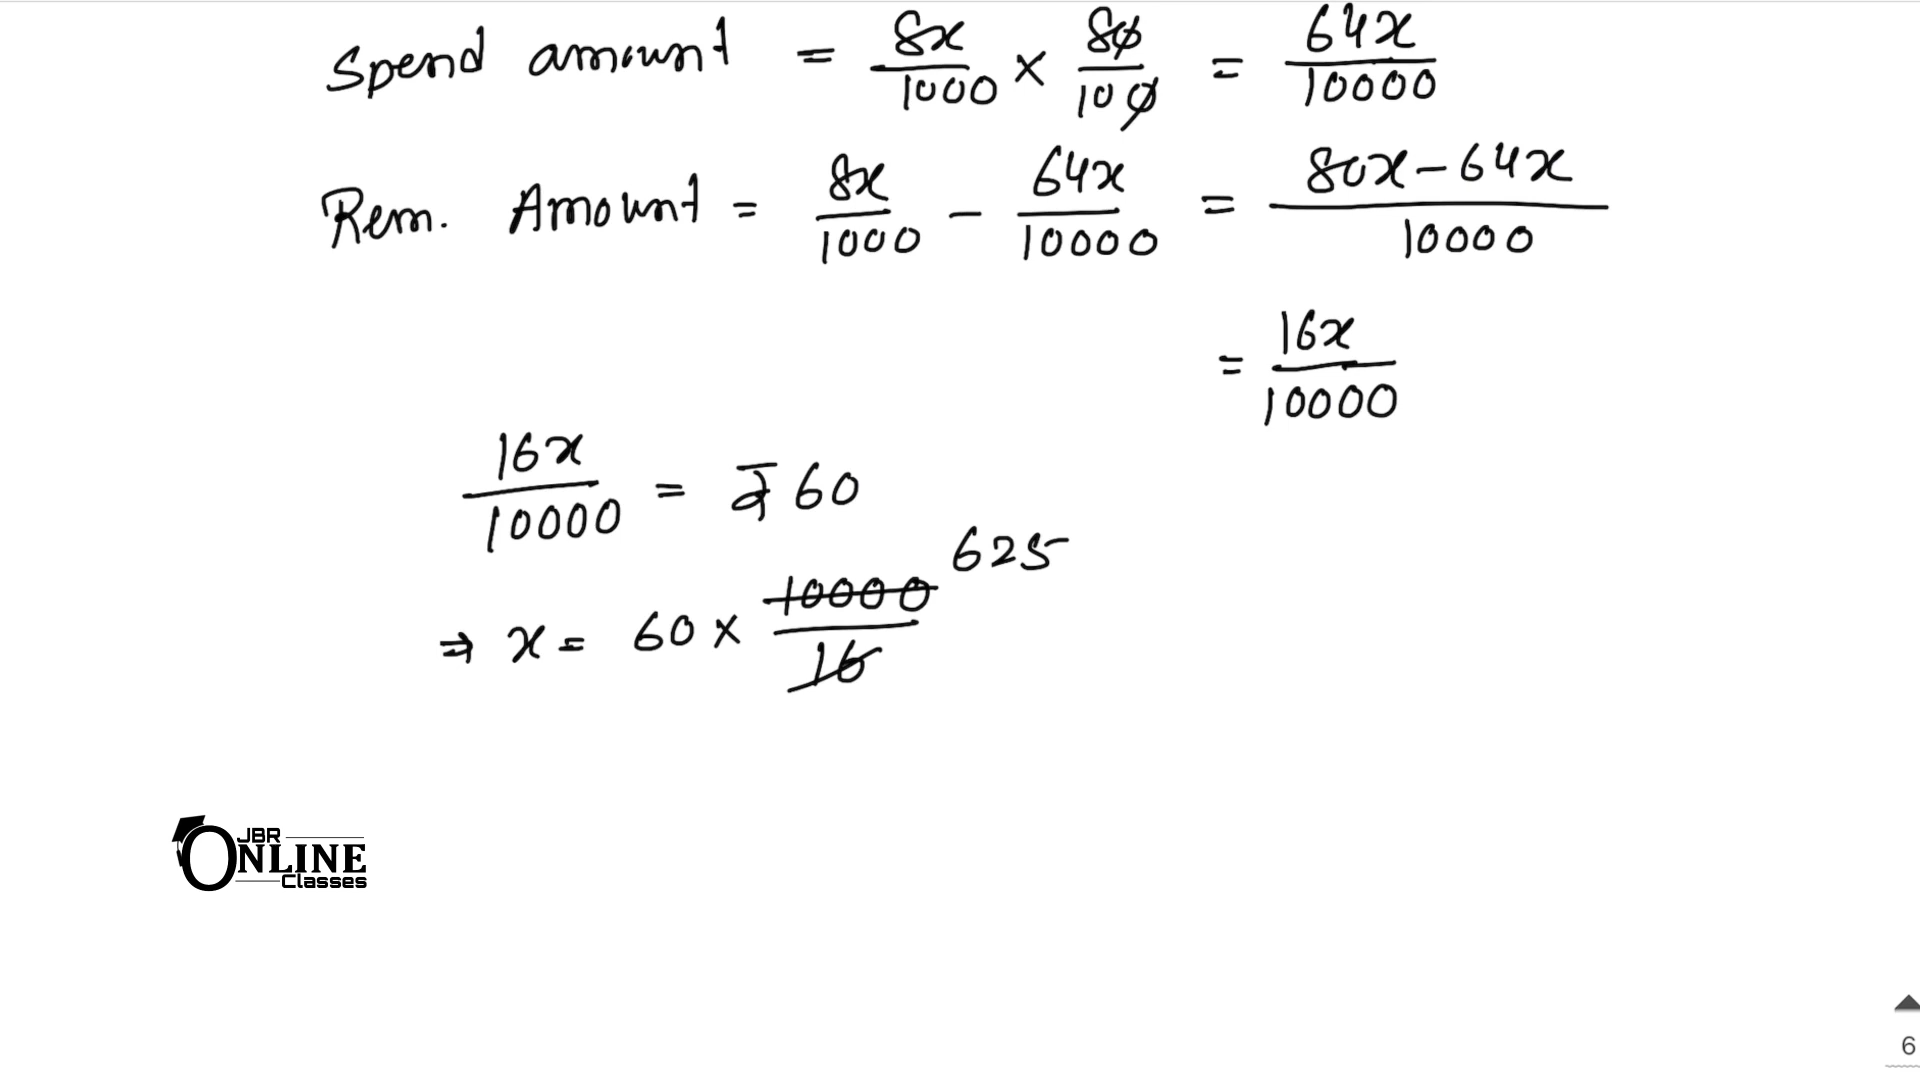 Spend amount = 8x/1000 × 80/100 = 64x/10000
Rem. Amount = 8x/1000 - 64x/10000 = 80x-64x/10000
= 16x/10000
16x/10000 = ₹ 60
⇒ x = 60 × 10000/16 625
JBR
ONLINE
Classes
6